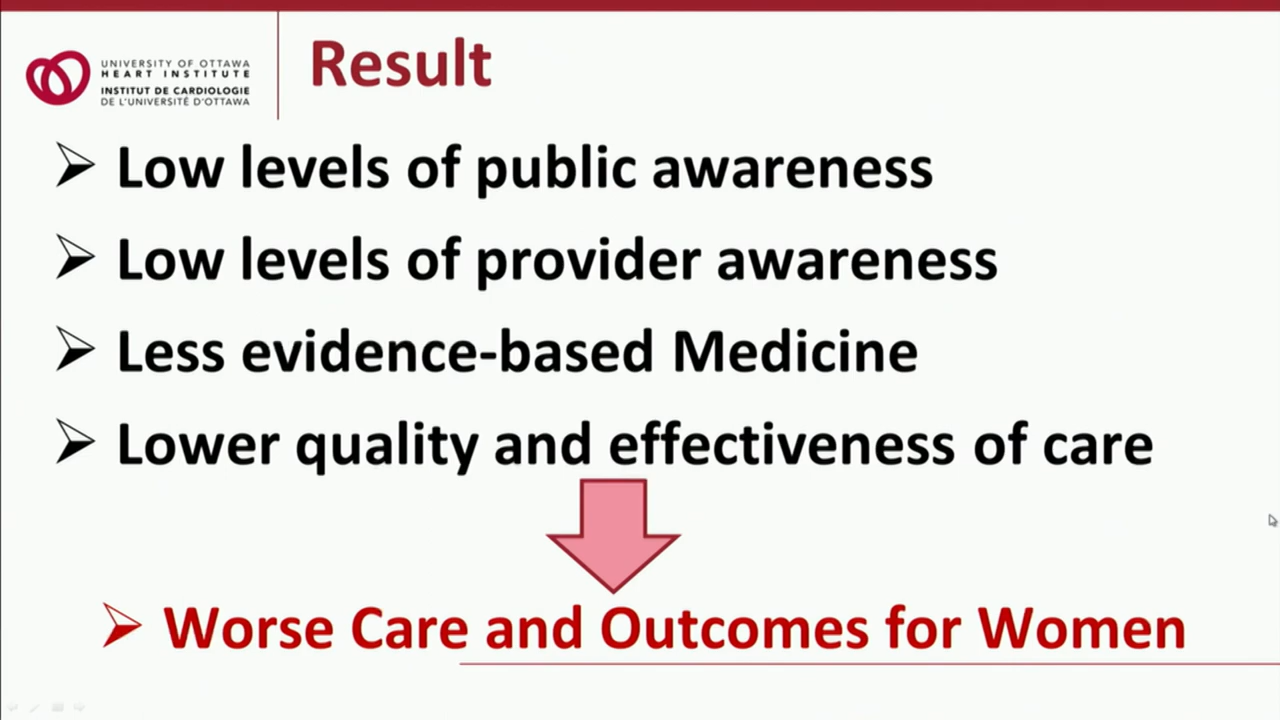 UNIVERSITY OF OTTAWA
HEART INSTITUTE
INSTITUT DE CARDIOLOGIE
DE L'UNIVERSITÉ D'OTTAWA
Result
Low levels of public awareness
Low levels of provider awareness
Less evidence-based Medicine
Lower quality and effectiveness of care
Worse Care and Outcomes for Women